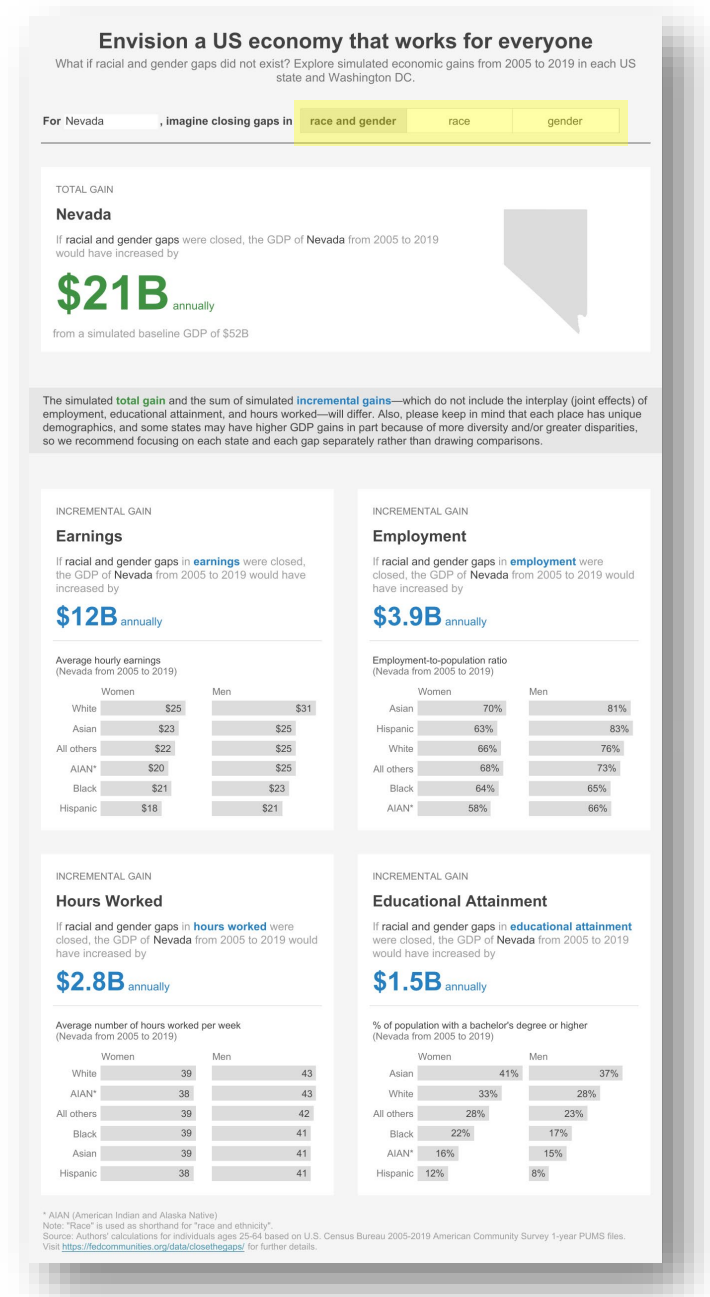 Envision a US economy that works for everyone
What if racial and gender gaps did not exist? Explore simulated economic gains from 2005 to 2019 in each US
state and Washington DC.
For Nevada , imagine closing gaps in race and gender race gender
TOTAL GAIN
Nevada
If racial and gender gaps were closed, the GDP of Nevada from 2005 to 2019
would have increased by
$21B annually
from a simulated baseline GDP of $52B
The simulated total gain and the sum of simulated incremental gains—which do not include the interplay (joint effects) of
employment, educational attainment, and hours worked—will differ. Also, please keep in mind that each place has unique
demographics, and some states may have higher GDP gains in part because of more diversity and/or greater disparities,
so we recommend focusing on each state and each gap separately rather than drawing comparisons.
INCREMENTAL GAIN
Earnings
If racial and gender gaps in earnings were closed,
the GDP of Nevada from 2005 to 2019 would have
increased by
$12B annually
Average hourly earnings
(Nevada from 2005 to 2019)
Women Men
White $25 $31
Asian $23 $25
All others $22 $25
AIAN* $20 $25
Black $21 $23
Hispanic $18 $21
INCREMENTAL GAIN
Employment
If racial and gender gaps in employment were
closed, the GDP of Nevada from 2005 to 2019 would
have increased by
$3.9B annually
Employment-to-population ratio
(Nevada from 2005 to 2019)
Women Men
Asian 70% 81%
Hispanic 63% 83%
White 66% 76%
All others 68% 73%
Black 64% 65%
AIAN* 58% 66%
INCREMENTAL GAIN
Hours Worked
If racial and gender gaps in hours worked were
closed, the GDP of Nevada from 2005 to 2019 would
have increased by
$2.8B annually
Average number of hours worked per week
(Nevada from 2005 to 2019)
Women Men
White 39 43
AIAN* 38 43
All others 39 42
Black 39 41
Asian 39 41
Hispanic 38 41
INCREMENTAL GAIN
Educational Attainment
If racial and gender gaps in educational attainment
were closed, the GDP of Nevada from 2005 to 2019
would have increased by
$1.5B annually
% of population with a bachelor's degree or higher
(Nevada from 2005 to 2019)
Women Men
Asian 41% 37%
White 33% 28%
All others 28% 23%
Black 22% 17%
AIAN* 16% 15%
Hispanic 12% 8%
* AIAN (American Indian and Alaska Native)
Note: "Race" is used as shorthand for "race and ethnicity".
Source: Authors' calculations for individuals ages 25-64 based on U.S. Census Bureau 2005-2019 American Community Survey 1-year PUMS files.
Visit https://fedcommunities.org/data/closethegaps/ for further details.